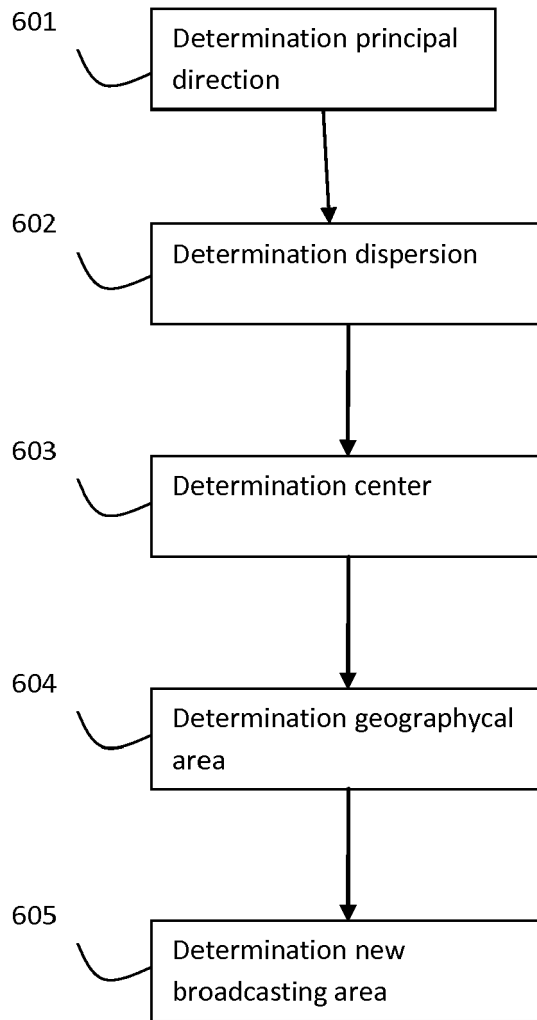 601
Determination principal
direction
602
Determination dispersion
603
Determination center
604
Determination geographycal
area
605
Determination new
broadcasting area